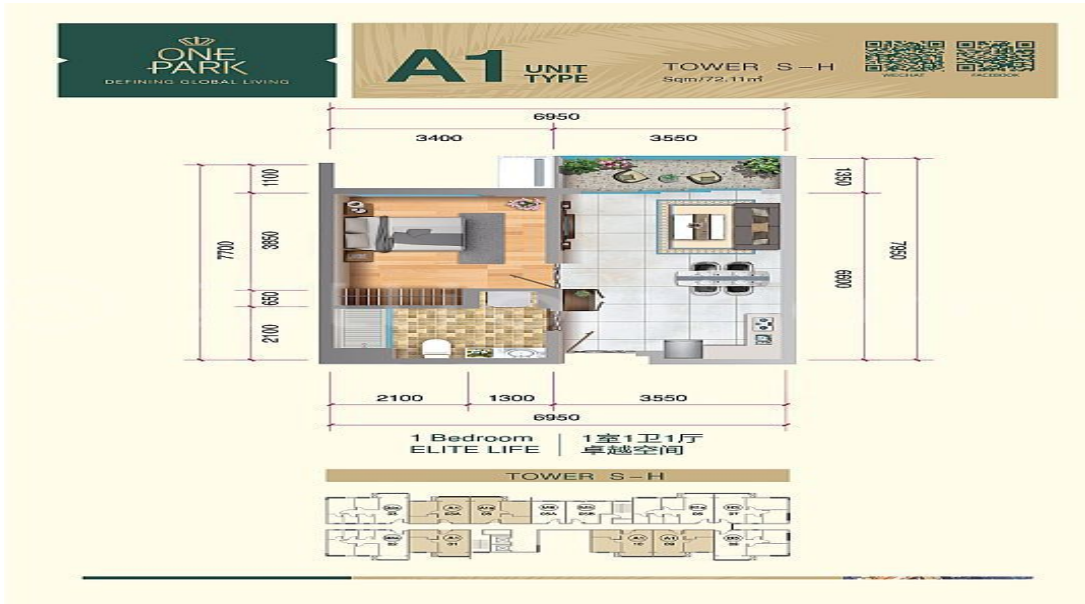 ONE
PARK
DEFINING GLOBAL LIVING
A1 UNIT
TYPE
TOWER S-H
Sqm/72.11㎡
WECHAT
FACEBOOK
6950
3400
3550
1100
3850
7700
650
2100
1350
6600
7950
2100
1300
3550
6950
1 Bedroom
ELITE LIFE
1室1卫1厅
卓越空间
TOWER S-H